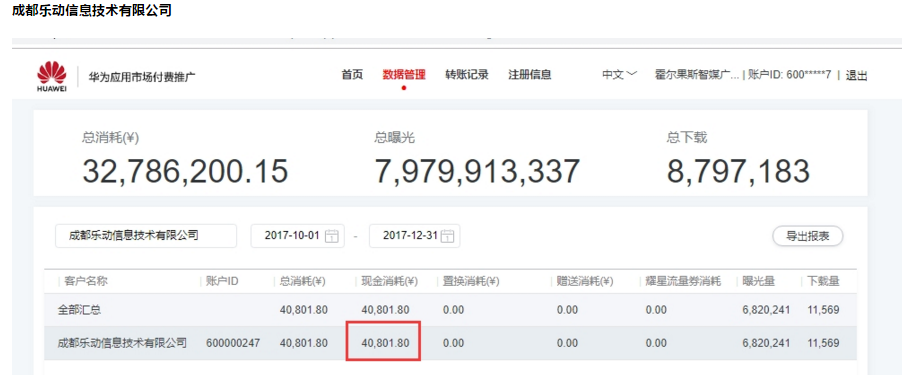 成都乐动信息技术有限公司
HUAWEI 华为应用市场付费推广 首页 数据管理 转账记录 注册信息 中文 霍尔果斯智媒广... | 账户ID: 600*****7 | 退出
总消耗(¥) 总曝光 总下载
32,786,200.15 7,979,913,337 8,797,183
成都乐动信息技术有限公司 2017-10-01 - 2017-12-31 导出报表
客户名称 账户ID 总消耗(¥) 现金消耗(¥) 置换消耗(¥) 赠送消耗(¥) 耀星流量券消耗 曝光量 下载量
全部汇总 40,801.80 40,801.80 0.00 0.00 0.00 6,820,241 11,569
成都乐动信息技术有限公司 600000247 40,801.80 40,801.80 0.00 0.00 0.00 6,820,241 11,569